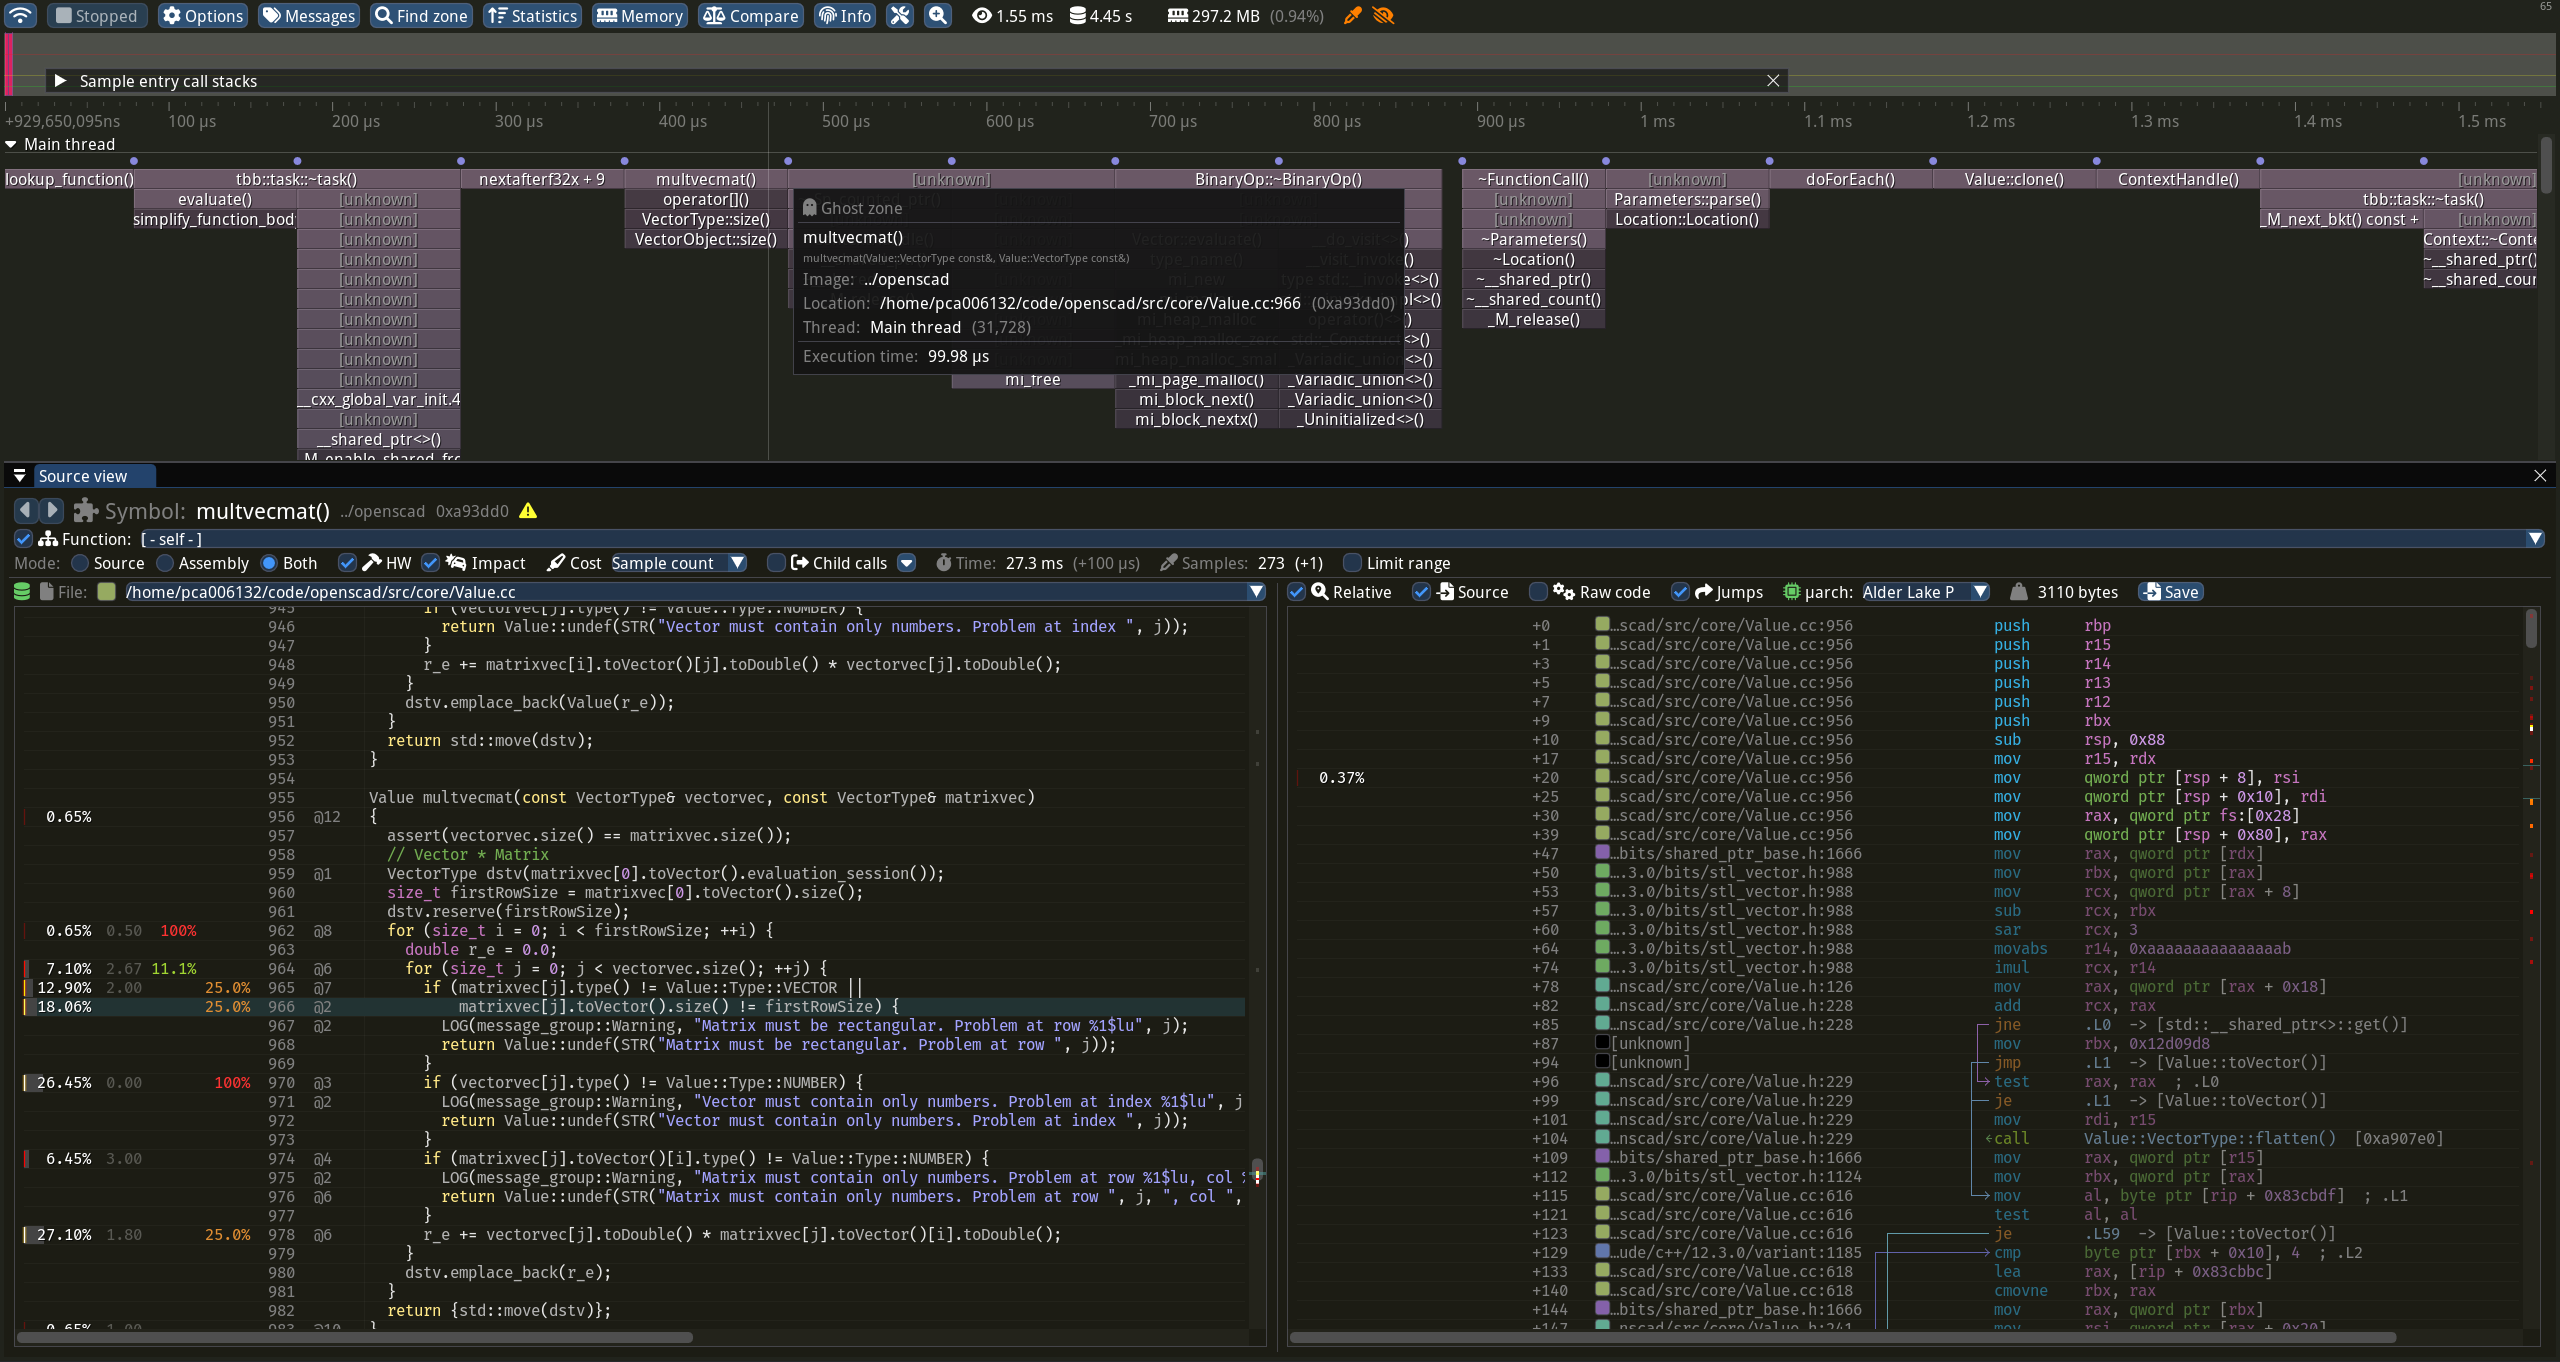 Stopped Options Messages Find zone Statistics Memory Compare Info 1.55 ms 4.45 s 297.2 MB (0.94%) 65
Sample entry call stacks
+929,650,095ns 100 μs 200 μs 300 μs 400 μs 500 μs 600 μs 700 μs 800 μs 900 μs 1 ms 1.1 ms 1.2 ms 1.3 ms 1.4 ms 1.5 ms
Main thread
lookup_function() tbb::task::~task() nextafterf32x + 9 multvecmat() [unknown] BinaryOp::~BinaryOp() ~FunctionCall() [unknown] doForEach() Value::clone() ContextHandle() [unknown]
evaluate() [unknown] operator[]() [unknown] Parameters::parse() tbb::task::~task()
simplify_function_bod [unknown] VectorType::size() [unknown] Location::Location() _M_next_bkt() const + [unknown]
[unknown] VectorObject::size() ~Parameters() Context::~Conte
[unknown] ~Location() ~__shared_ptr()
[unknown] ~__shared_ptr() ~__shared_cour
[unknown] ~__shared_count()
[unknown] _M_release()
[unknown]
[unknown]
[unknown] mi_free _mi_page_malloc() _Variadic_union<>()
__cxx_global_var_init.4 mi_block_next() _Variadic_union<>()
[unknown] mi_block_nextx() _Uninitialized<>()
__shared_ptr<>()
Ghost zone
multvecmat()
multvecmat(Value::VectorType const&, Value::VectorType const&)
Image: ../openscad
Location: /home/pca006132/code/openscad/src/core/Value.cc:966 (0xa93dd0)
Thread: Main thread (31,728)
Execution time: 99.98 μs
Source view
Symbol: multvecmat() ../openscad 0xa93dd0
Function: [ - self - ]
Mode: Source Assembly Both HW Impact Cost Sample count Child calls Time: 27.3 ms (+100 μs) Samples: 273 (+1) Limit range
File: /home/pca006132/code/openscad/src/core/Value.cc
945 if (vectorvec[j].type() != Value::Type::NUMBER) {
946 return Value::undef(STR("Vector must contain only numbers. Problem at index ", j));
947 }
948 r_e += matrixvec[i].toVector()[j].toDouble() * vectorvec[j].toDouble();
949 }
950 dstv.emplace_back(Value(r_e));
951 }
952 return std::move(dstv);
953 }
954
955 Value multvecmat(const VectorType& vectorvec, const VectorType& matrixvec)
0.65% 956 @12 {
957 assert(vectorvec.size() == matrixvec.size());
958 // Vector * Matrix
959 @1 VectorType dstv(matrixvec[0].toVector().evaluation_session());
960 size_t firstRowSize = matrixvec[0].toVector().size();
961 dstv.reserve(firstRowSize);
0.65% 0.50 100% 962 @8 for (size_t i = 0; i < firstRowSize; ++i) {
963 double r_e = 0.0;
7.10% 2.67 11.1% 964 @6 for (size_t j = 0; j < vectorvec.size(); ++j) {
12.90% 2.00 25.0% 965 @7 if (matrixvec[j].type() != Value::Type::VECTOR ||
18.06% 25.0% 966 @2 matrixvec[j].toVector().size() != firstRowSize) {
967 @2 LOG(message_group::Warning, "Matrix must be rectangular. Problem at row %1$lu", j);
968 return Value::undef(STR("Matrix must be rectangular. Problem at row ", j));
969 }
26.45% 0.00 100% 970 @3 if (vectorvec[j].type() != Value::Type::NUMBER) {
971 @2 LOG(message_group::Warning, "Vector must contain only numbers. Problem at index %1$lu", j
972 return Value::undef(STR("Vector must contain only numbers. Problem at index ", j));
973 }
6.45% 3.00 974 @4 if (matrixvec[j].toVector()[i].type() != Value::Type::NUMBER) {
975 @2 LOG(message_group::Warning, "Matrix must contain only numbers. Problem at row %1$lu, col
976 @6 return Value::undef(STR("Matrix must contain only numbers. Problem at row ", j, ", col ",
977 }
27.10% 1.80 25.0% 978 @6 r_e += vectorvec[j].toDouble() * matrixvec[j].toVector()[i].toDouble();
979 }
980 dstv.emplace_back(r_e);
981 }
982 return {std::move(dstv)};
0.65% 1.00 983 @10 }
Relative Source Raw code Jumps μarch: Alder Lake P 3110 bytes Save
+0 …scad/src/core/Value.cc:956 push rbp
+1 …scad/src/core/Value.cc:956 push r15
+3 …scad/src/core/Value.cc:956 push r14
+5 …scad/src/core/Value.cc:956 push r13
+7 …scad/src/core/Value.cc:956 push r12
+9 …scad/src/core/Value.cc:956 push rbx
+10 …scad/src/core/Value.cc:956 sub rsp, 0x88
+17 …scad/src/core/Value.cc:956 mov r15, rdx
0.37% +20 …scad/src/core/Value.cc:956 mov qword ptr [rsp + 8], rsi
+25 …scad/src/core/Value.cc:956 mov qword ptr [rsp + 0x10], rdi
+30 …scad/src/core/Value.cc:956 mov rax, qword ptr fs:[0x28]
+39 …scad/src/core/Value.cc:956 mov qword ptr [rsp + 0x80], rax
+47 …bits/shared_ptr_base.h:1666 mov rax, qword ptr [rdx]
+50 ….3.0/bits/stl_vector.h:988 mov rbx, qword ptr [rax]
+53 ….3.0/bits/stl_vector.h:988 mov rcx, qword ptr [rax + 8]
+57 ….3.0/bits/stl_vector.h:988 sub rcx, rbx
+60 ….3.0/bits/stl_vector.h:988 sar rcx, 3
+64 ….3.0/bits/stl_vector.h:988 movabs r14, 0xaaaaaaaaaaaaaaab
+74 ….3.0/bits/stl_vector.h:988 imul rcx, r14
+78 …nscad/src/core/Value.h:126 mov rax, qword ptr [rax + 0x18]
+82 …nscad/src/core/Value.h:228 add rcx, rax
+85 …nscad/src/core/Value.h:228 jne .L0 -> [std::__shared_ptr<>::get()]
+87 [unknown] mov rbx, 0x12d09d8
+94 [unknown] jmp .L1 -> [Value::toVector()]
+96 …nscad/src/core/Value.h:229 test rax, rax ; .L0
+99 …nscad/src/core/Value.h:229 je .L1 -> [Value::toVector()]
+101 …nscad/src/core/Value.h:229 mov rdi, r15
+104 …nscad/src/core/Value.h:229 call Value::VectorType::flatten() [0xa907e0]
+109 …bits/shared_ptr_base.h:1666 mov rax, qword ptr [r15]
+112 ….3.0/bits/stl_vector.h:1124 mov rbx, qword ptr [rax]
+115 …scad/src/core/Value.cc:616 mov al, byte ptr [rip + 0x83cbdf] ; .L1
+121 …scad/src/core/Value.cc:616 test al, al
+123 …scad/src/core/Value.cc:616 je .L59 -> [Value::toVector()]
+129 …ude/c++/12.3.0/variant:1185 cmp byte ptr [rbx + 0x10], 4 ; .L2
+133 …scad/src/core/Value.cc:618 lea rax, [rip + 0x83cbbc]
+140 …scad/src/core/Value.cc:618 cmovne rbx, rax
+144 …bits/shared_ptr_base.h:1666 mov rax, qword ptr [rbx]
+147 …nscad/src/core/Value.h:241 mov rsi, qword ptr [rax + 0x20]